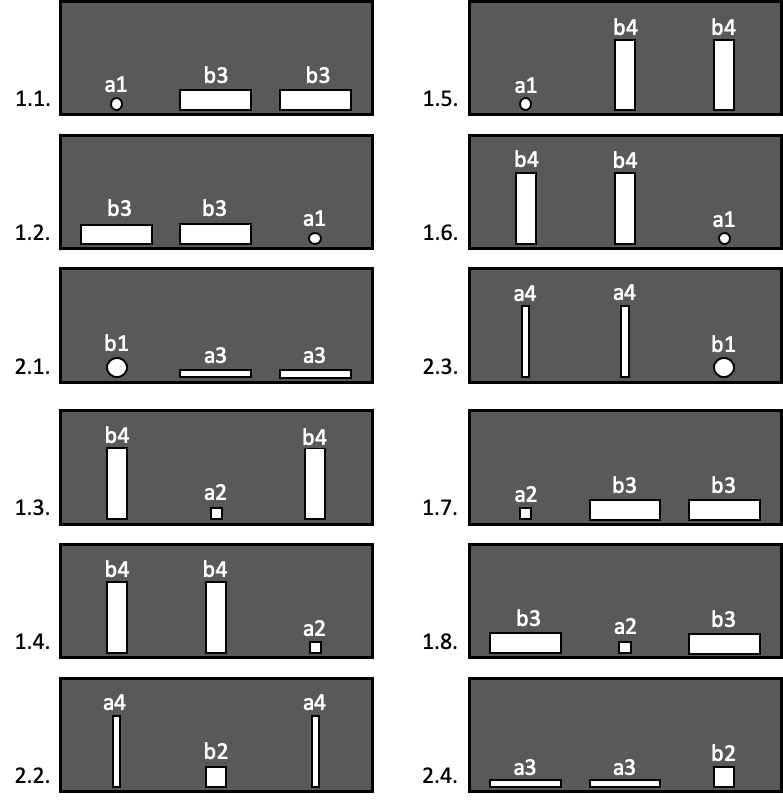 1.1. a1 b3 b3
1.2. b3 b3 a1
2.1. b1 a3 a3
1.3. b4 a2 b4
1.4. b4 b4 a2
2.2. a4 b2 a4
1.5. a1 b4 b4
1.6. b4 b4 a1
2.3. a4 a4 b1
1.7. a2 b3 b3
1.8. b3 a2 b3
2.4. a3 a3 b2